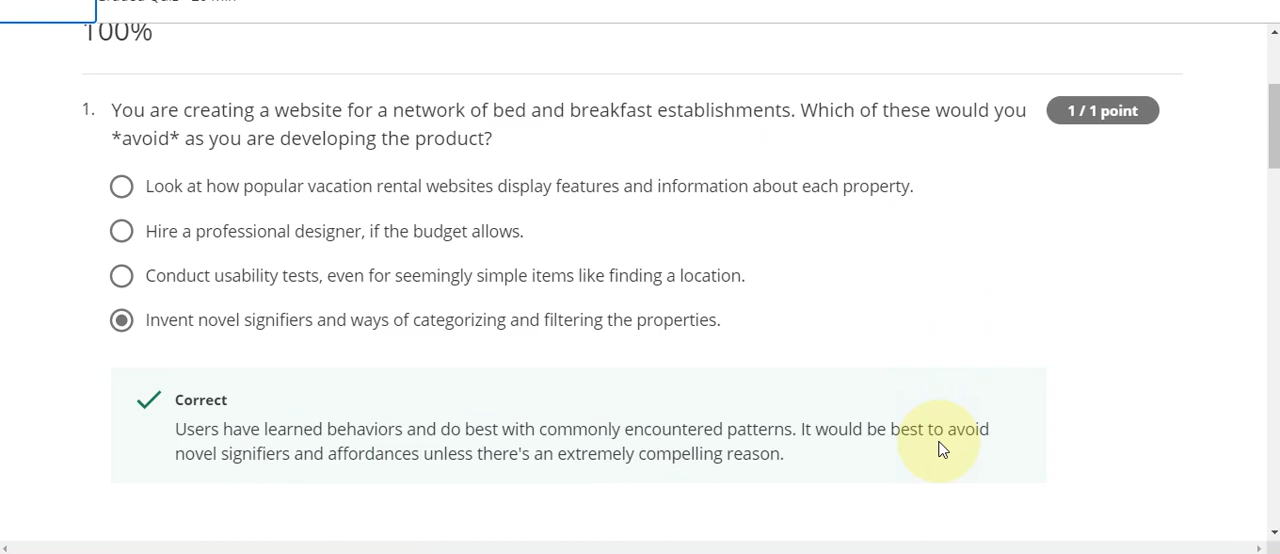 100%
1. You are creating a website for a network of bed and breakfast establishments. Which of these would you
*avoid* as you are developing the product?
1 / 1 point
Look at how popular vacation rental websites display features and information about each property.
Hire a professional designer, if the budget allows.
Conduct usability tests, even for seemingly simple items like finding a location.
Invent novel signifiers and ways of categorizing and filtering the properties.
Correct
Users have learned behaviors and do best with commonly encountered patterns. It would be best to avoid
novel signifiers and affordances unless there's an extremely compelling reason.